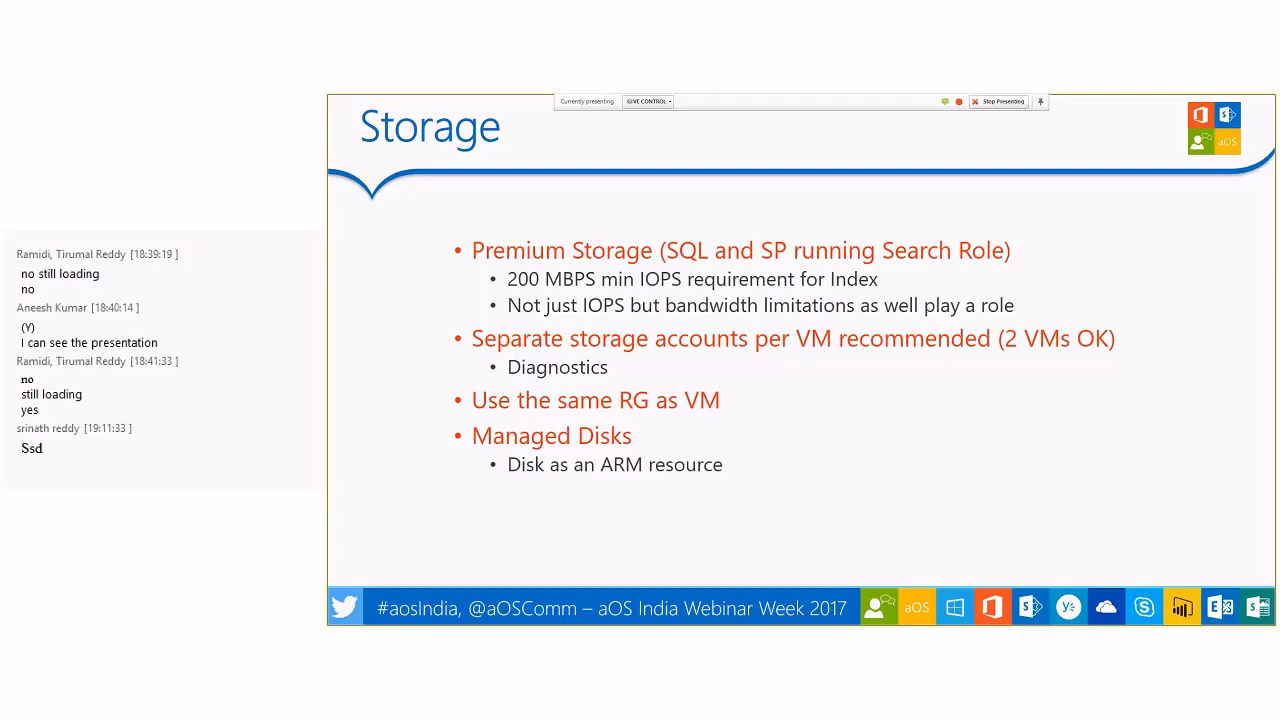 Currently presenting GIVE CONTROL Stop Presenting
Storage
aOS
Ramidi, Tirumal Reddy [18:39:19 ]
no still loading
no
Aneesh Kumar [18:40:14 ]
(Y)
I can see the presentation
Ramidi, Tirumal Reddy [18:41:33 ]
no
still loading
yes
srinath reddy [19:11:33 ]
Ssd
• Premium Storage (SQL and SP running Search Role)
• 200 MBPS min IOPS requirement for Index
• Not just IOPS but bandwidth limitations as well play a role
• Separate storage accounts per VM recommended (2 VMs OK)
• Diagnostics
• Use the same RG as VM
• Managed Disks
• Disk as an ARM resource
#aosIndia, @aOSComm – aOS India Webinar Week 2017
aOS